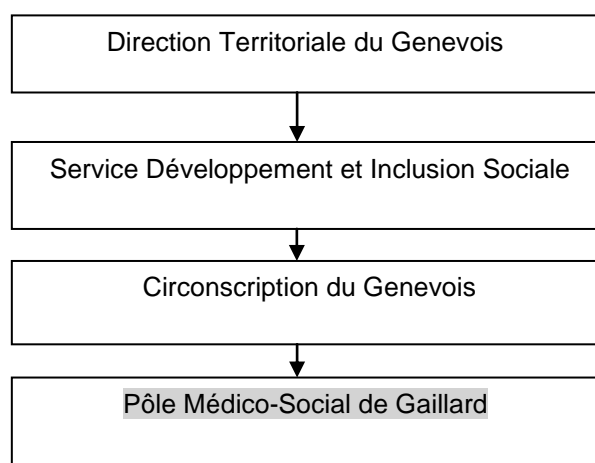 Direction Territoriale du Genevois
Service Développement et Inclusion Sociale
Circonscription du Genevois
Pôle Médico-Social de Gaillard